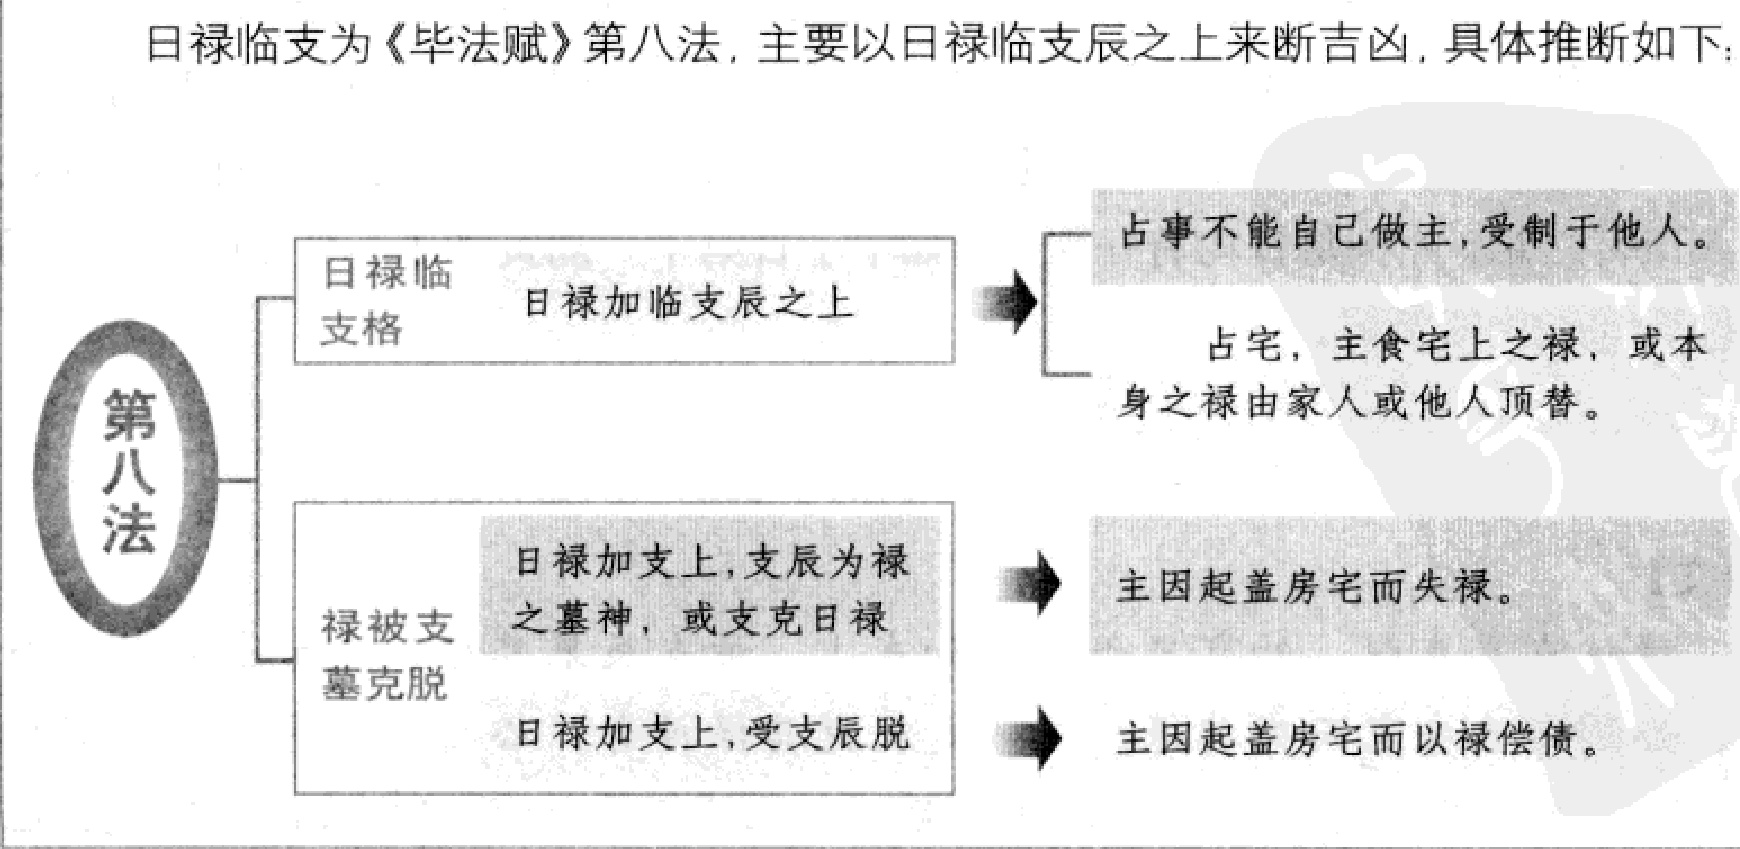 日禄临支为《毕法赋》第八法，主要以日禄临支辰之上来断吉凶，具体推断如下：
第八法
日禄临
支格
日禄加临支辰之上
占事不能自己做主，受制于他人。
占宅，主食宅上之禄，或本
身之禄由家人或他人顶替。
禄被支
墓克脱
日禄加支上，支辰为禄
之墓神，或支克日禄
主因起盖房宅而失禄。
日禄加支上，受支辰脱
主因起盖房宅而以禄偿债。